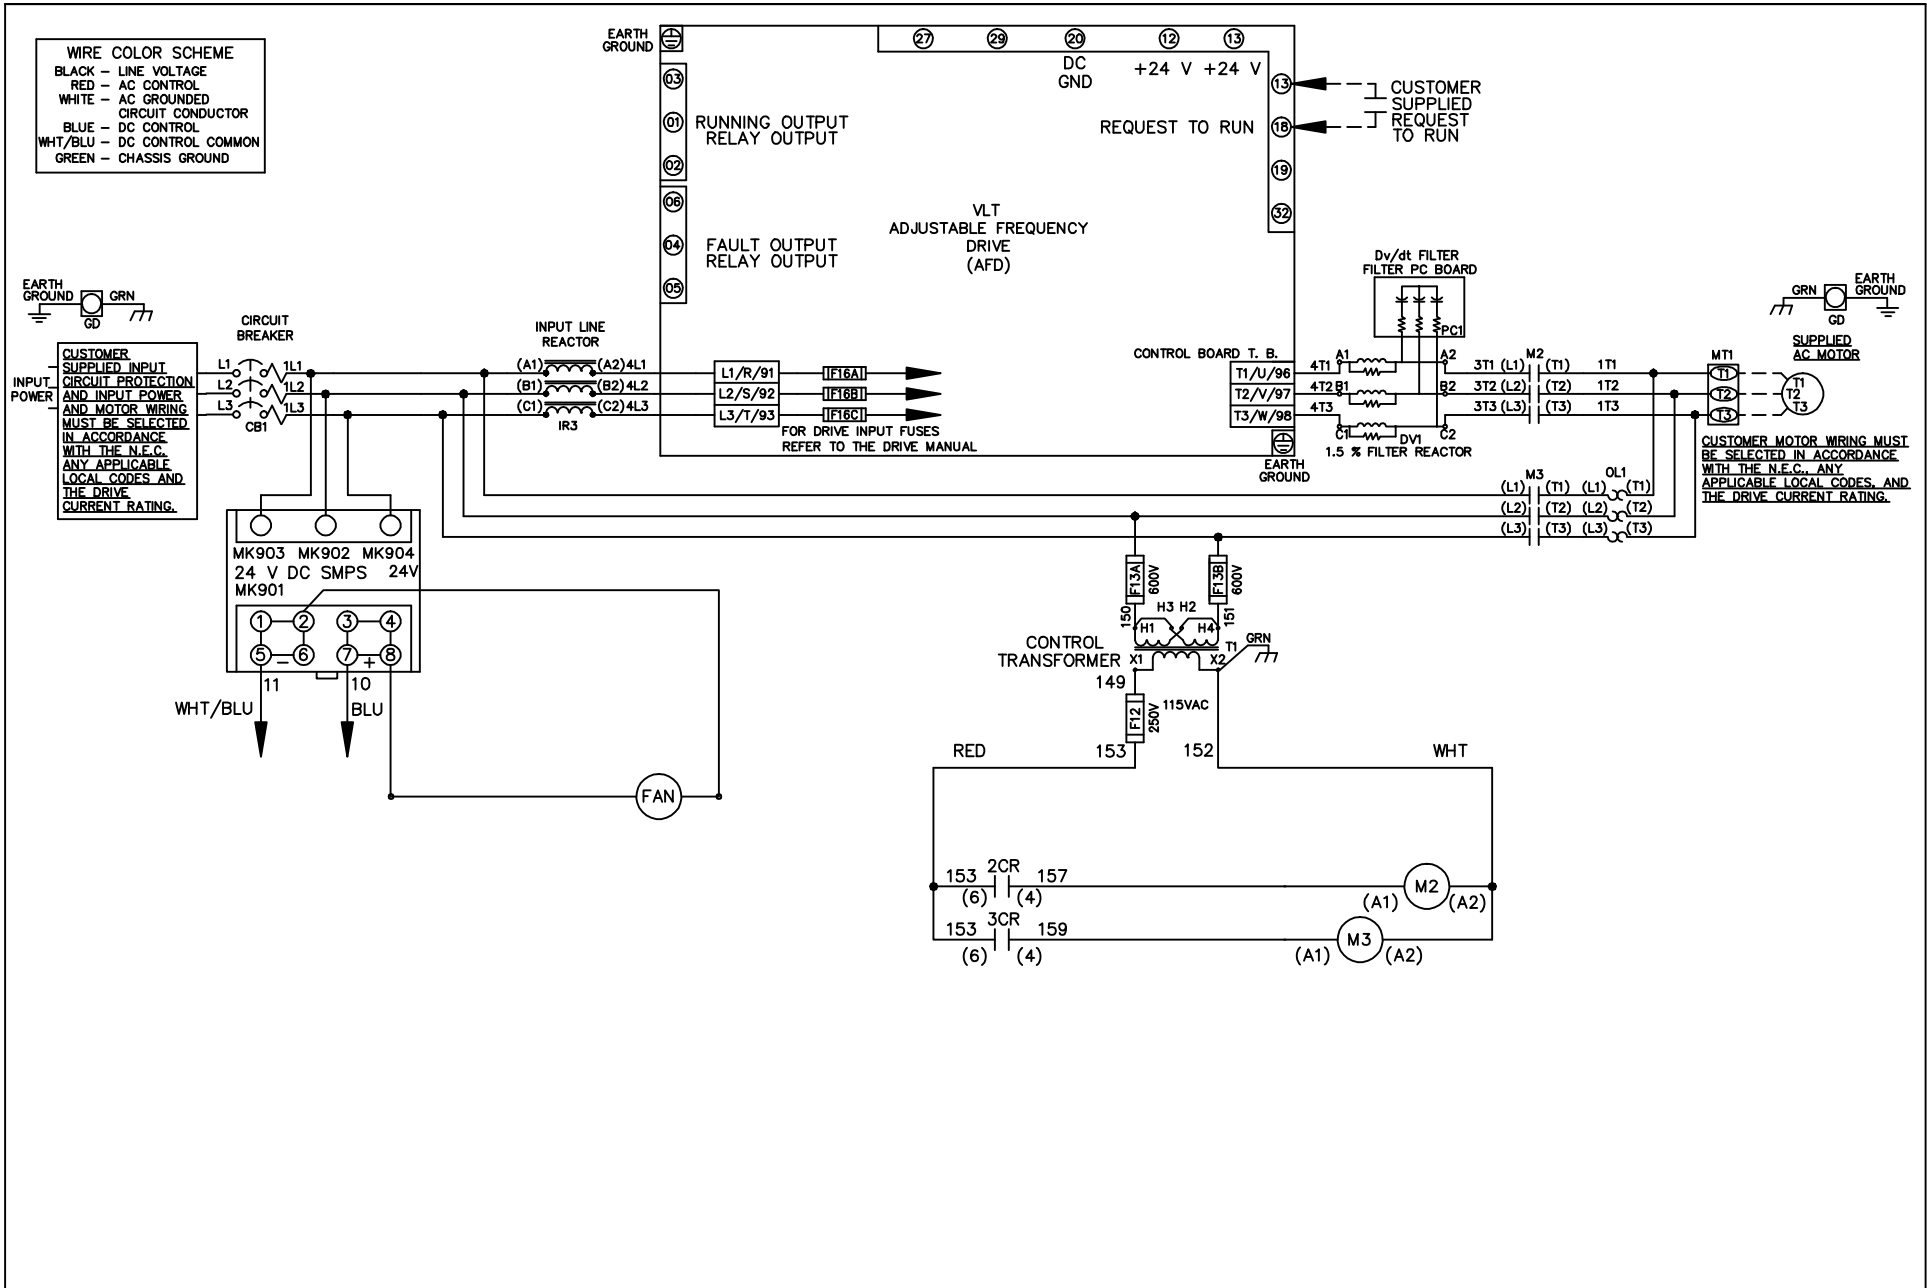 WIRE COLOR SCHEME
BLACK – LINE VOLTAGE
RED – AC CONTROL
WHITE – AC GROUNDED
CIRCUIT CONDUCTOR
BLUE – DC CONTROL
WHT/BLU – DC CONTROL COMMON
GREEN – CHASSIS GROUND
EARTH
GROUND
27 29 20 12 13
DC
GND
+24 V +24 V
03
01
02
RUNNING OUTPUT
RELAY OUTPUT
06
04
05
FAULT OUTPUT
RELAY OUTPUT
13
REQUEST TO RUN 18
19
32
CUSTOMER
SUPPLIED
REQUEST
TO RUN
VLT
ADJUSTABLE FREQUENCY
DRIVE
(AFD)
Dv/dt FILTER
FILTER PC BOARD
PC1
EARTH
GROUND
GRN
GD
CIRCUIT
BREAKER
INPUT LINE
REACTOR
INPUT
POWER
CUSTOMER
SUPPLIED INPUT
CIRCUIT PROTECTION
AND INPUT POWER
AND MOTOR WIRING
MUST BE SELECTED
IN ACCORDANCE
WITH THE N.E.C.
ANY APPLICABLE
LOCAL CODES AND
THE DRIVE
CURRENT RATING.
L1 1L1
L2 1L2
L3 1L3
CB1
(A1) (A2) 4L1
(B1) (B2) 4L2
(C1) (C2) 4L3
IR3
L1/R/91 F16A
L2/S/92 F16B
L3/T/93 F16C
FOR DRIVE INPUT FUSES
REFER TO THE DRIVE MANUAL
CONTROL BOARD T. B.
T1/U/96 4T1 A1 A2
T2/V/97 4T2 B1 B2
T3/W/98 4T3 C1 C2
DV1
1.5 % FILTER REACTOR
EARTH
GROUND
M2
3T1 (L1) (T1) 1T1
3T2 (L2) (T2) 1T2
3T3 (L3) (T3) 1T3
GRN
EARTH
GROUND
GD
SUPPLIED
AC MOTOR
MT1
T1
T2
T3
T1
T2
T3
CUSTOMER MOTOR WIRING MUST
BE SELECTED IN ACCORDANCE
WITH THE N.E.C., ANY
APPLICABLE LOCAL CODES, AND
THE DRIVE CURRENT RATING.
M3 OL1
(L1) (T1) (L1) (T1)
(L2) (T2) (L2) (T2)
(L3) (T3) (L3) (T3)
MK903 MK902 MK904
24 V DC SMPS 24V
MK901
1 2 3 4
5 – 6 7 + 8
11 10
WHT/BLU BLU
FAN
F13A
600V
F13B
600V
150 151
H3 H2
H1 H4
CONTROL
TRANSFORMER
X1 X2
T1
GRN
149
F12
250V
115VAC
RED 153 152 WHT
2CR
153 157
(6) (4)
M2
(A1) (A2)
3CR
153 159
(6) (4)
M3
(A1) (A2)